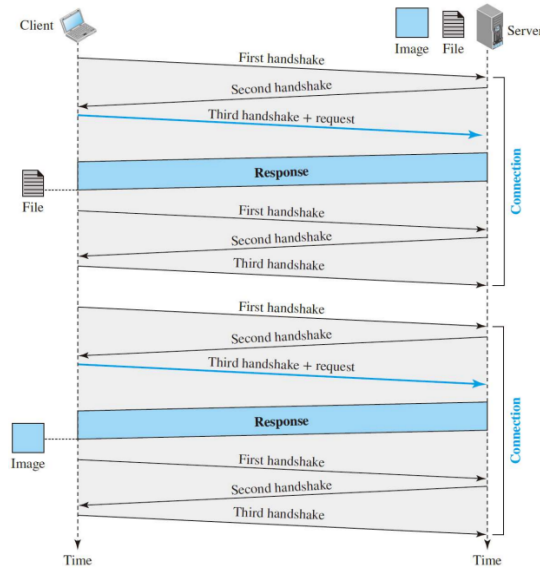 Client
Image
File
Server
First handshake
Second handshake
Third handshake + request
Response
File
First handshake
Second handshake
Third handshake
Connection
First handshake
Second handshake
Third handshake + request
Response
Image
First handshake
Second handshake
Third handshake
Connection
Time
Time